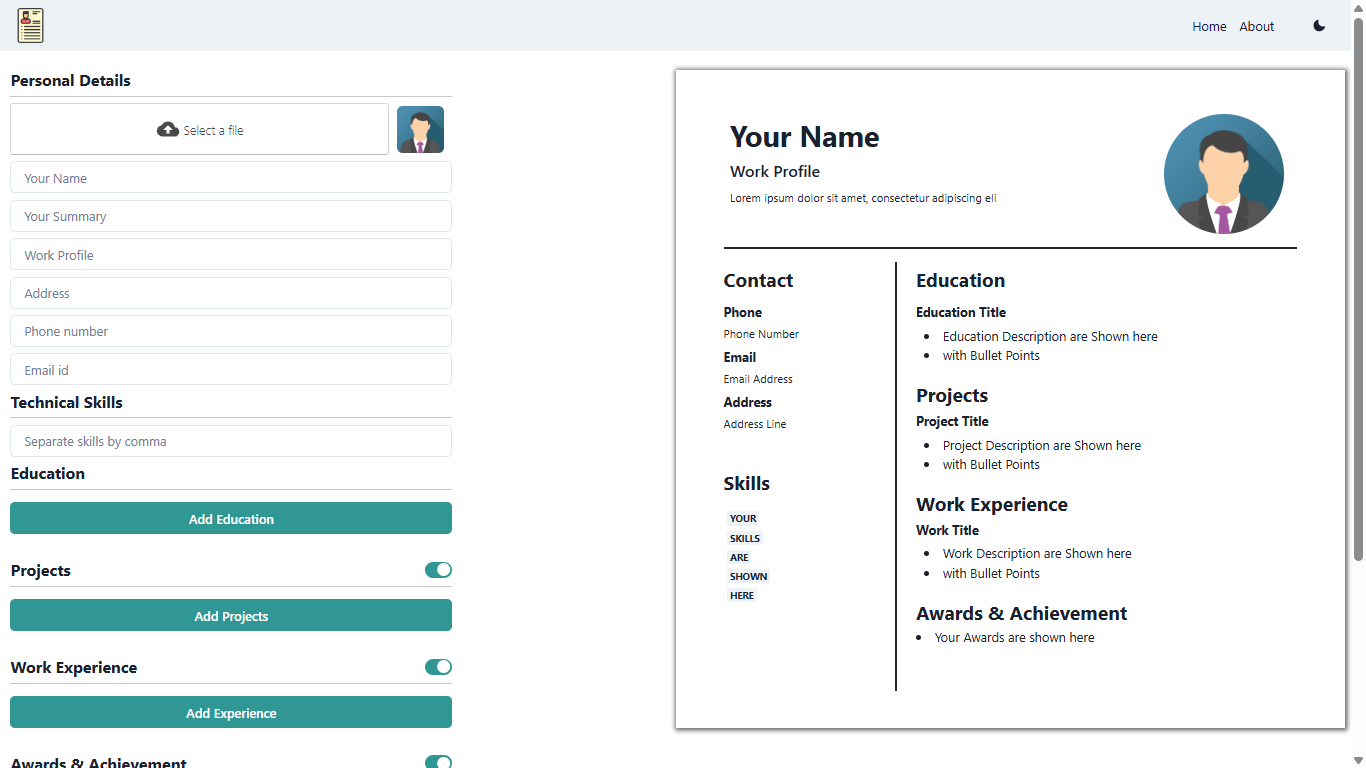 Home About
Personal Details
Select a file
Your Name
Your Summary
Work Profile
Address
Phone number
Email id
Technical Skills
Separate skills by comma
Education
Add Education
Projects
Add Projects
Work Experience
Add Experience
Awards & Achievement
Your Name
Work Profile
Lorem ipsum dolor sit amet, consectetur adipiscing eli
Contact
Phone
Phone Number
Email
Email Address
Address
Address Line
Skills
YOUR
SKILLS
ARE
SHOWN
HERE
Education
Education Title
Education Description are Shown here
with Bullet Points
Projects
Project Title
Project Description are Shown here
with Bullet Points
Work Experience
Work Title
Work Description are Shown here
with Bullet Points
Awards & Achievement
Your Awards are shown here